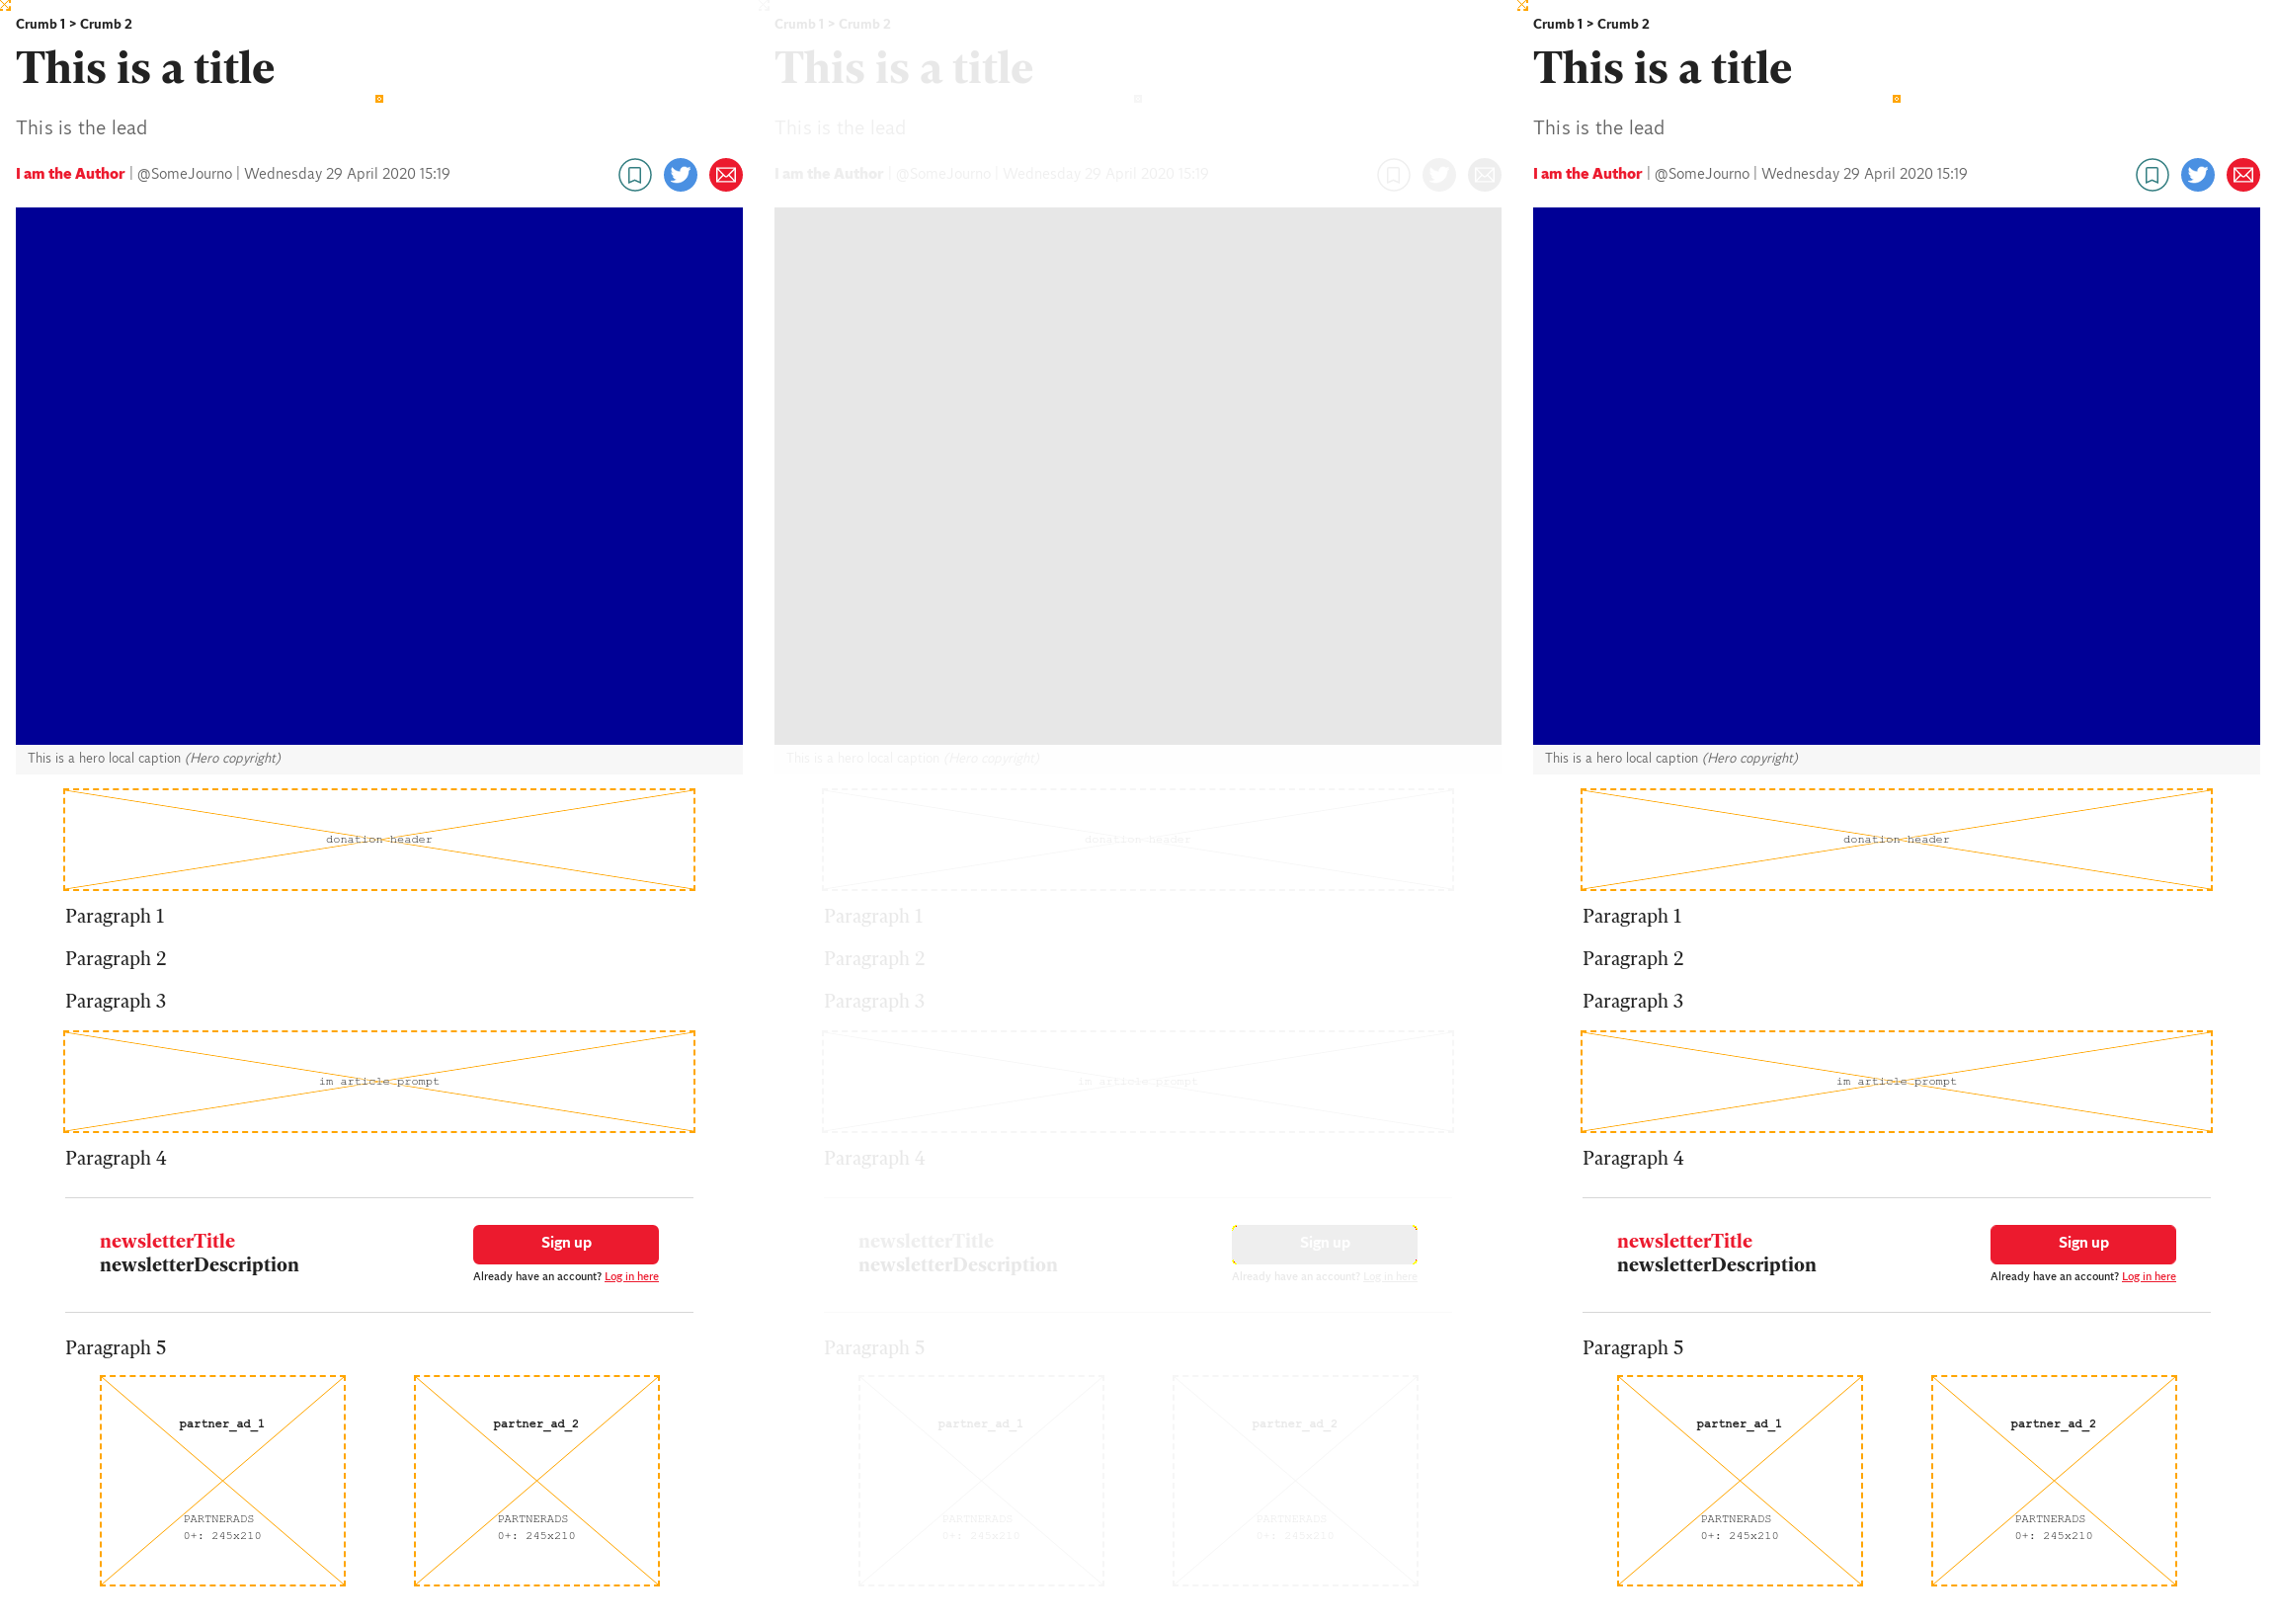 Crumb 1 > Crumb 2
This is a title
This is the lead
I am the Author | @SomeJourno | Wednesday 29 April 2020 15:19
This is a hero local caption (Hero copyright)
donation header
Paragraph 1
Paragraph 2
Paragraph 3
im article prompt
Paragraph 4
newsletterTitle
newsletterDescription
Sign up
Already have an account? Log in here
Paragraph 5
partner_ad_1
PARTNERADS
0+: 245x210
partner_ad_2
PARTNERADS
0+: 245x210
Crumb 1 > Crumb 2
This is a title
This is the lead
I am the Author | @SomeJourno | Wednesday 29 April 2020 15:19
This is a hero local caption (Hero copyright)
donation header
Paragraph 1
Paragraph 2
Paragraph 3
im article prompt
Paragraph 4
newsletterTitle
newsletterDescription
Sign up
Already have an account? Log in here
Paragraph 5
partner_ad_1
PARTNERADS
0+: 245x210
partner_ad_2
PARTNERADS
0+: 245x210
Crumb 1 > Crumb 2
This is a title
This is the lead
I am the Author | @SomeJourno | Wednesday 29 April 2020 15:19
This is a hero local caption (Hero copyright)
donation header
Paragraph 1
Paragraph 2
Paragraph 3
im article prompt
Paragraph 4
newsletterTitle
newsletterDescription
Sign up
Already have an account? Log in here
Paragraph 5
partner_ad_1
PARTNERADS
0+: 245x210
partner_ad_2
PARTNERADS
0+: 245x210